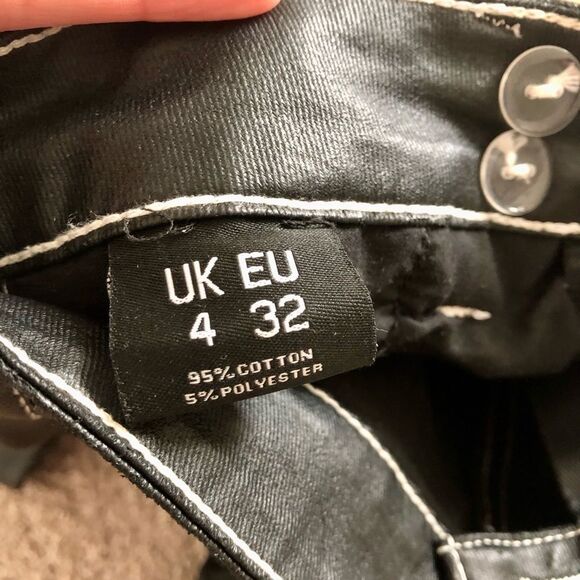 UK EU
4 32
95% COTTON
5% POLYESTER